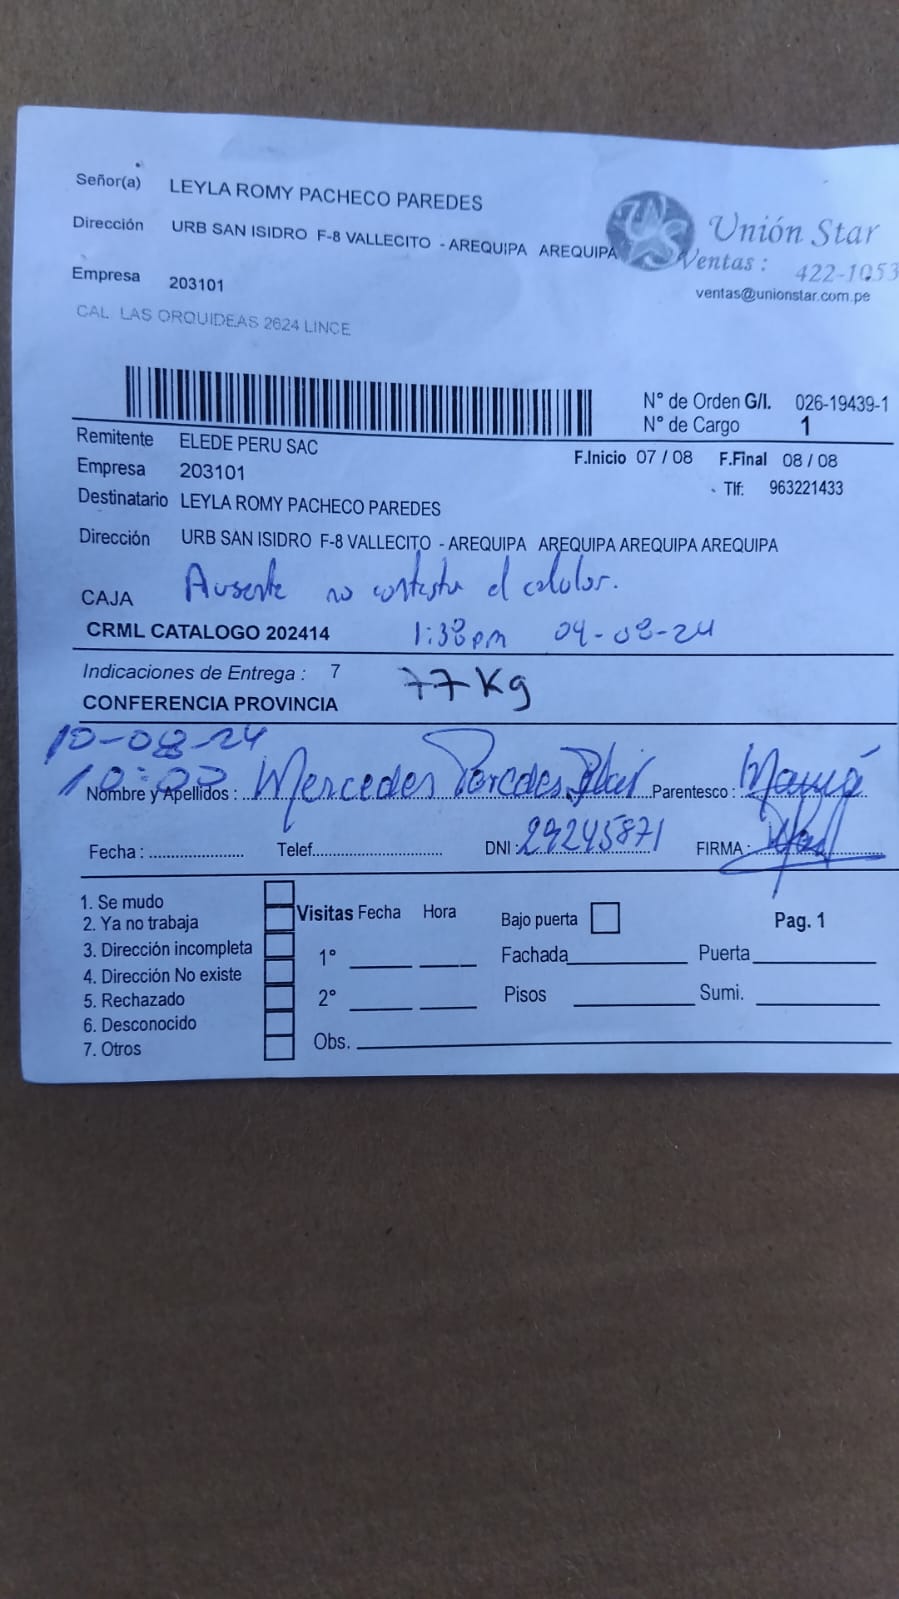 Señor(a) LEYLA ROMY PACHECO PAREDES
Dirección URB SAN ISIDRO F-8 VALLECITO - AREQUIPA AREQUIPA
Unión Star
Ventas : 422-1053
ventas@unionstar.com.pe
Empresa 203101
CAL LAS ORQUIDEAS 2624 LINCE
N° de Orden G/I. 026-19439-1
N° de Cargo 1
Remitente ELEDE PERU SAC
F.Inicio 07 / 08 F.Final 08 / 08
Empresa 203101
Tlf: 963221433
Destinatario LEYLA ROMY PACHECO PAREDES
Dirección URB SAN ISIDRO F-8 VALLECITO - AREQUIPA AREQUIPA AREQUIPA AREQUIPA
Ausente no contesta el celular.
CAJA
CRML CATALOGO 202414 1:38 pm 09-08-24
Indicaciones de Entrega : 7 77 Kg
CONFERENCIA PROVINCIA
10-08-24
10:00
Nombre y Apellidos : Mercedes Paredes Parentesco : Mamá
Fecha : Telef. DNI : 29245871 FIRMA :
1. Se mudo
2. Ya no trabaja
3. Dirección incompleta
4. Dirección No existe
5. Rechazado
6. Desconocido
7. Otros
Visitas Fecha Hora
1°
2°
Obs.
Bajo puerta Pag. 1
Fachada Puerta
Pisos Sumi.